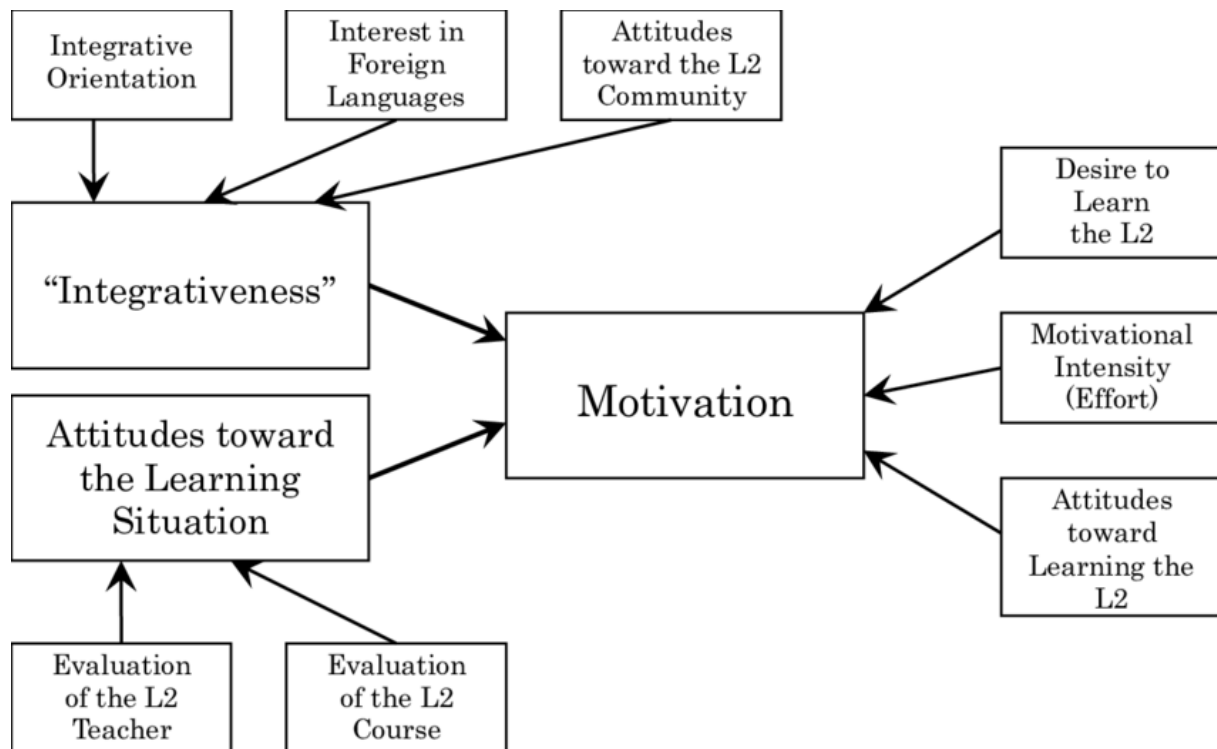 Integrative
Orientation
Interest in
Foreign
Languages
Attitudes
toward the L2
Community
Desire to
Learn
the L2
“Integrativeness”
Motivation
Motivational
Intensity
(Effort)
Attitudes toward
the Learning
Situation
Attitudes
toward
Learning the
L2
Evaluation
of the L2
Teacher
Evaluation
of the L2
Course